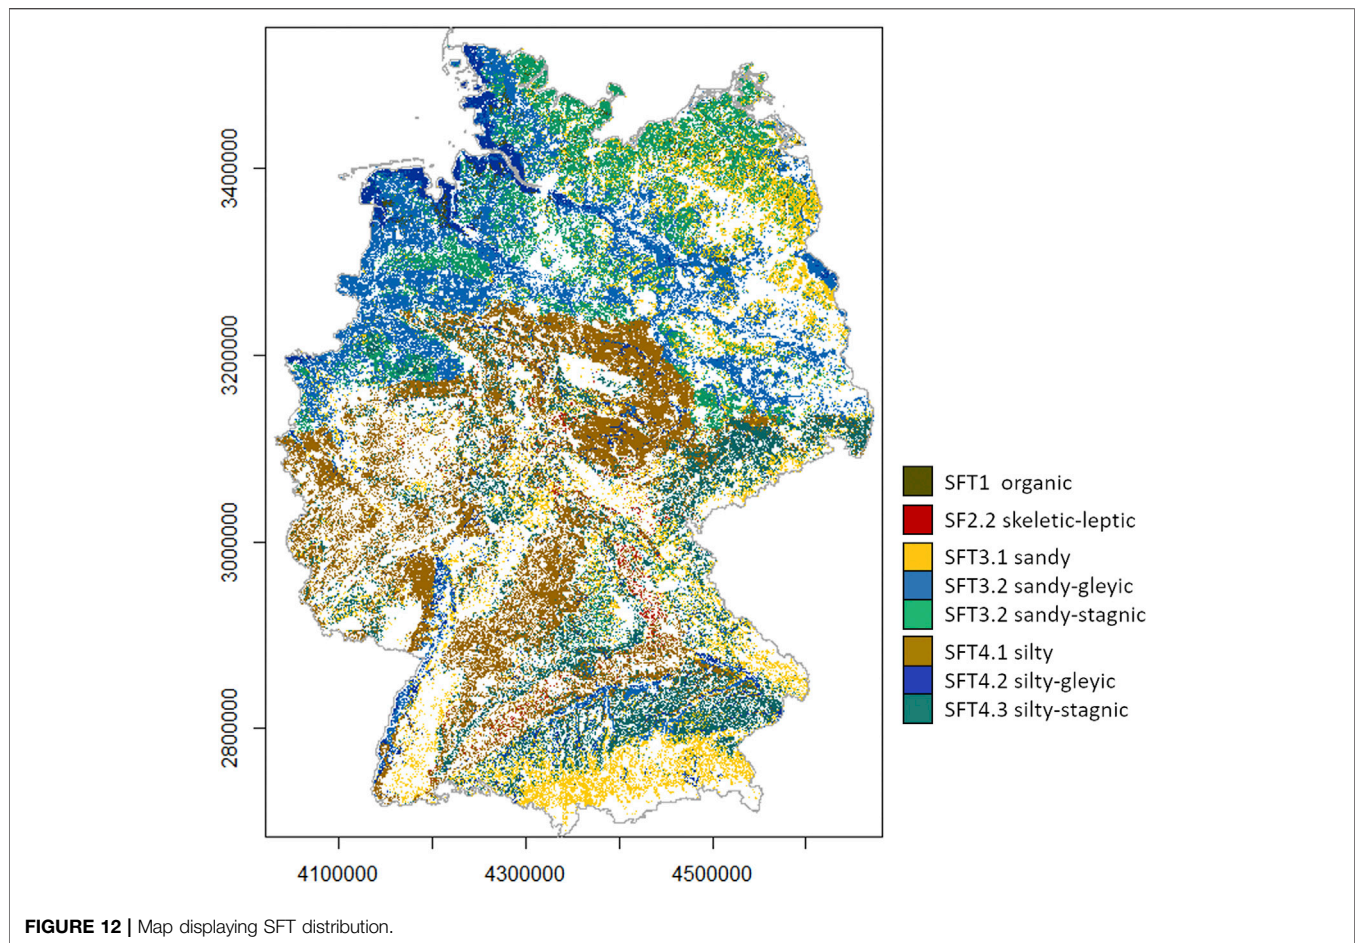 3400000
3200000
3000000
2800000
4100000
4300000
4500000
SFT1 organic
SF2.2 skeletic-leptic
SFT3.1 sandy
SFT3.2 sandy-gleyic
SFT3.2 sandy-stagnic
SFT4.1 silty
SFT4.2 silty-gleyic
SFT4.3 silty-stagnic
FIGURE 12 | Map displaying SFT distribution.